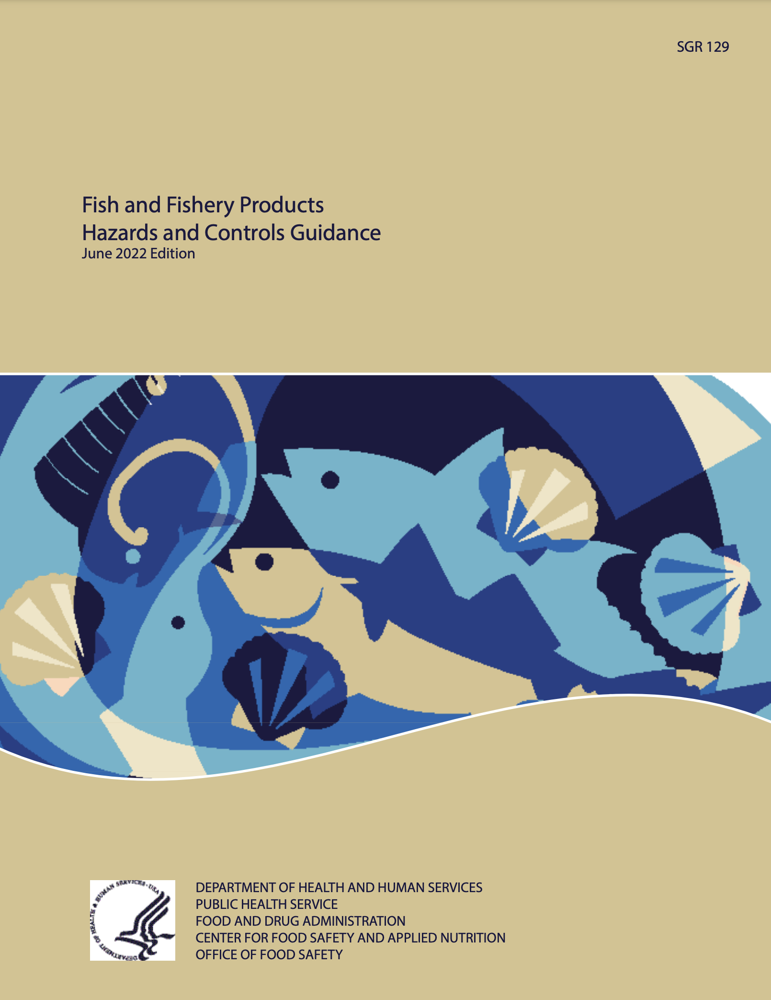 SGR 129
Fish and Fishery Products
Hazards and Controls Guidance
June 2022 Edition
DEPARTMENT OF HEALTH & HUMAN SERVICES · USA
DEPARTMENT OF HEALTH AND HUMAN SERVICES
PUBLIC HEALTH SERVICE
FOOD AND DRUG ADMINISTRATION
CENTER FOR FOOD SAFETY AND APPLIED NUTRITION
OFFICE OF FOOD SAFETY